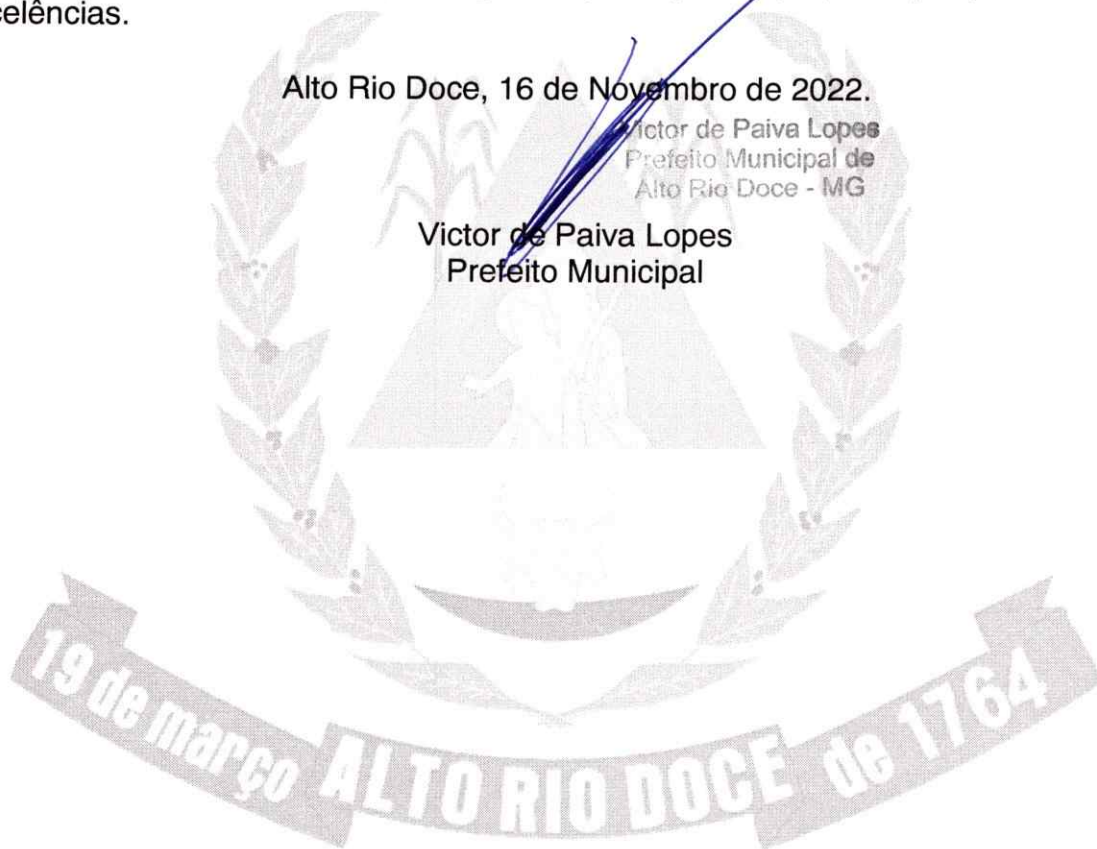 celências.
Alto Rio Doce, 16 de Novembro de 2022.
Victor de Paiva Lopes
Prefeito Municipal de
Alto Rio Doce - MG
Victor de Paiva Lopes
Prefeito Municipal
19 de março ALTO RIO DOCE de 1764